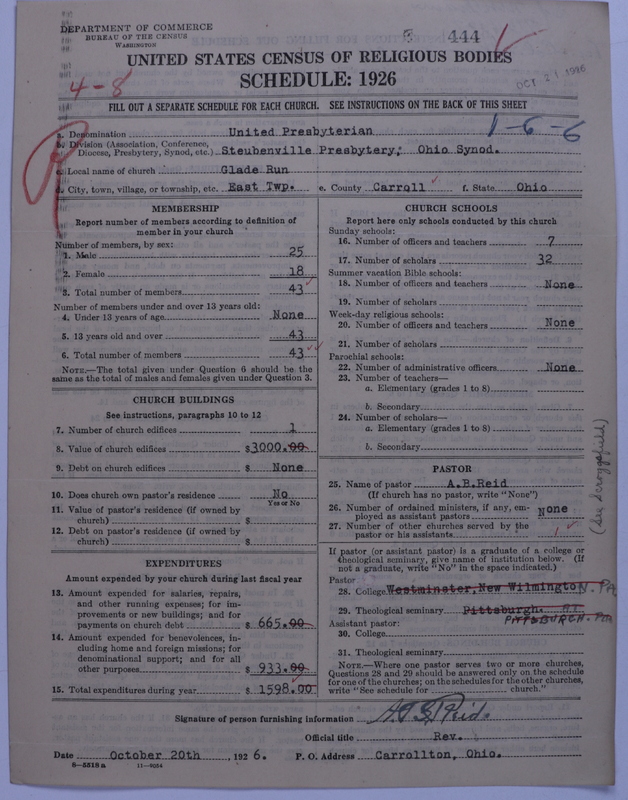 DEPARTMENT OF COMMERCE
BUREAU OF THE CENSUS
WASHINGTON
444
UNITED STATES CENSUS OF RELIGIOUS BODIES
SCHEDULE: 1926
OCT 21 1926
4-8
FILL OUT A SEPARATE SCHEDULE FOR EACH CHURCH. SEE INSTRUCTIONS ON THE BACK OF THIS SHEET
a. Denomination United Presbyterian
1-6-6
b. Division (Association, Conference,
Diocese, Presbytery, Synod, etc.) Steubenville Presbytery; Ohio Synod.
c. Local name of church Glade Run
d. City, town, village, or township, etc. East Twp. e. County Carroll f. State Ohio
MEMBERSHIP
Report number of members according to definition of
member in your church
Number of members, by sex:
1. Male 25
2. Female 18
3. Total number of members 43
Number of members under and over 13 years old:
4. Under 13 years of age None
5. 13 years old and over 43
6. Total number of members 43
NOTE.—The total given under Question 6 should be the
same as the total of males and females given under Question 3.
CHURCH BUILDINGS
See instructions, paragraphs 10 to 12
7. Number of church edifices 1
8. Value of church edifices $3000.00
9. Debt on church edifices $ None
10. Does church own pastor's residence No
Yes or No
11. Value of pastor's residence (if owned by
church) $
12. Debt on pastor's residence (if owned by
church) $
EXPENDITURES
Amount expended by your church during last fiscal year
13. Amount expended for salaries, repairs,
and other running expenses; for im-
provements or new buildings; and for
payments on church debt $ 665.00
14. Amount expended for benevolences, in-
cluding home and foreign missions; for
denominational support; and for all
other purposes $ 933.00
15. Total expenditures during year $ 1598.00
CHURCH SCHOOLS
Report here only schools conducted by this church
Sunday schools:
16. Number of officers and teachers 7
17. Number of scholars 32
Summer vacation Bible schools:
18. Number of officers and teachers None
19. Number of scholars
Week-day religious schools:
20. Number of officers and teachers None
21. Number of scholars
Parochial schools:
22. Number of administrative officers None
23. Number of teachers—
a. Elementary (grades 1 to 8)
b. Secondary
24. Number of scholars—
a. Elementary (grades 1 to 8)
b. Secondary
PASTOR
25. Name of pastor A.B.Reid
(If church has no pastor, write "None")
26. Number of ordained ministers, if any, em-
ployed as assistant pastors None
27. Number of other churches served by the
pastor or his assistants 1
(See Scroggsfield)
If pastor (or assistant pastor) is a graduate of a college or
theological seminary, give name of institution below. (If
not a graduate, write "No" in the space indicated.)
Pastor
28. College Westminster, New Wilmington N. Pa
29. Theological seminary Pittsburgh. AT
PITTSBURGH. Pa
Assistant pastor:
30. College
31. Theological seminary
NOTE.—Where one pastor serves two or more churches,
Questions 28 and 29 should be answered only on the schedule
for one of the churches; on the schedules for the other churches,
write "See schedule for church."
Signature of person furnishing information A.B. Reid
Official title Rev.
Date October 20th, 1926. P. O. Address Carrollton, Ohio.
8—5518 a 11—9054